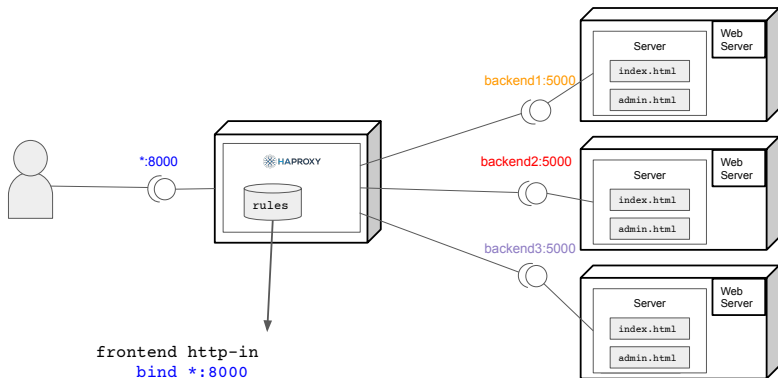 Web
Server
Server
index.html
admin.html
backend1:5000
*:8000
HAPROXY
rules
backend2:5000
Web
Server
Server
index.html
admin.html
backend3:5000
Web
Server
Server
index.html
admin.html
frontend http-in
bind *:8000